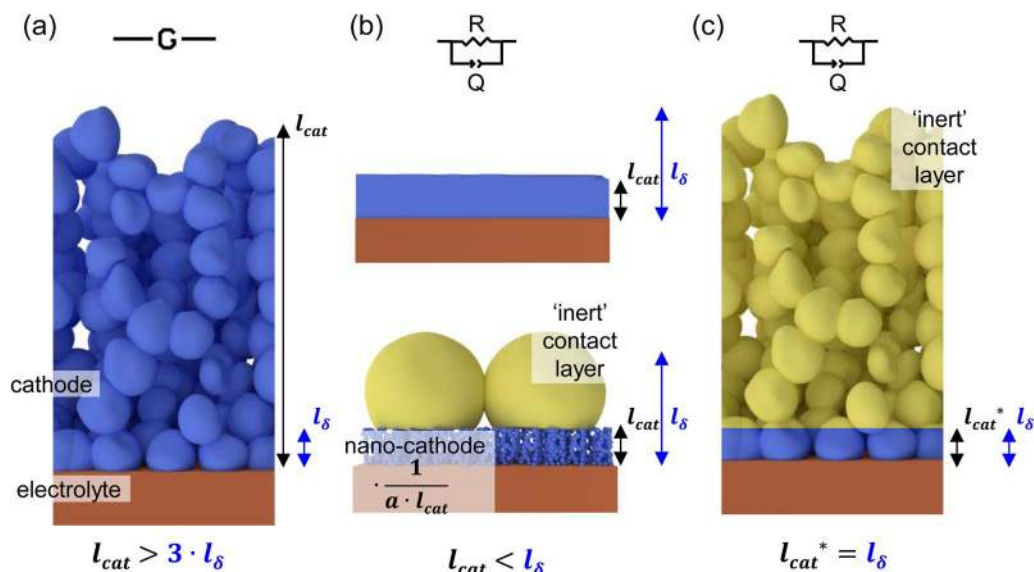 (a)
G
l_cat
cathode
l_δ
electrolyte
l_cat > 3 · l_δ
(b)
R
Q
l_cat
l_δ
'inert'
contact
layer
l_cat
l_δ
nano-cathode
· 1 / (a · l_cat)
l_cat < l_δ
(c)
R
Q
'inert'
contact
layer
l_cat*
l_δ
l_cat* = l_δ